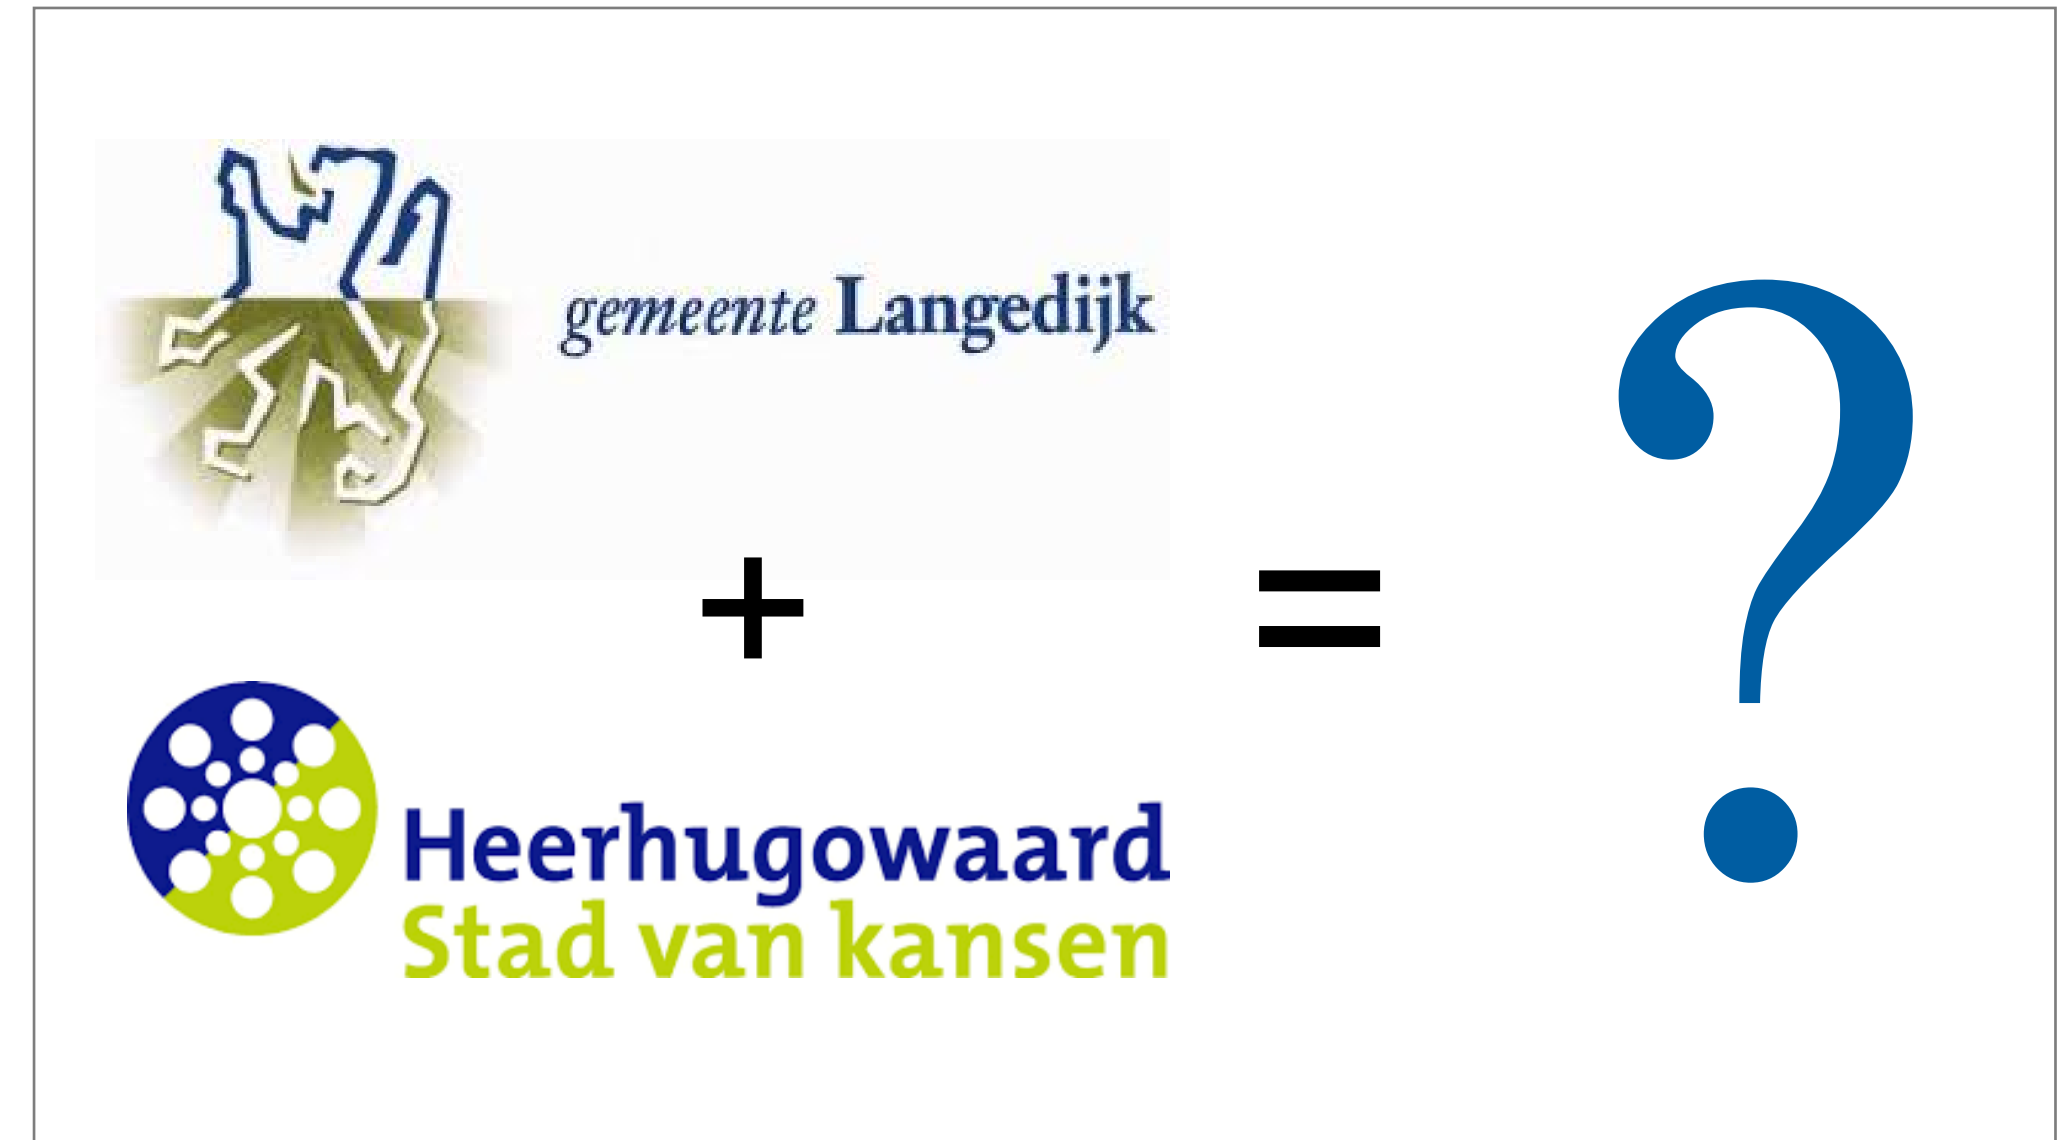 gemeente Langedijk
+
=
?
Heerhugowaard
Stad van kansen